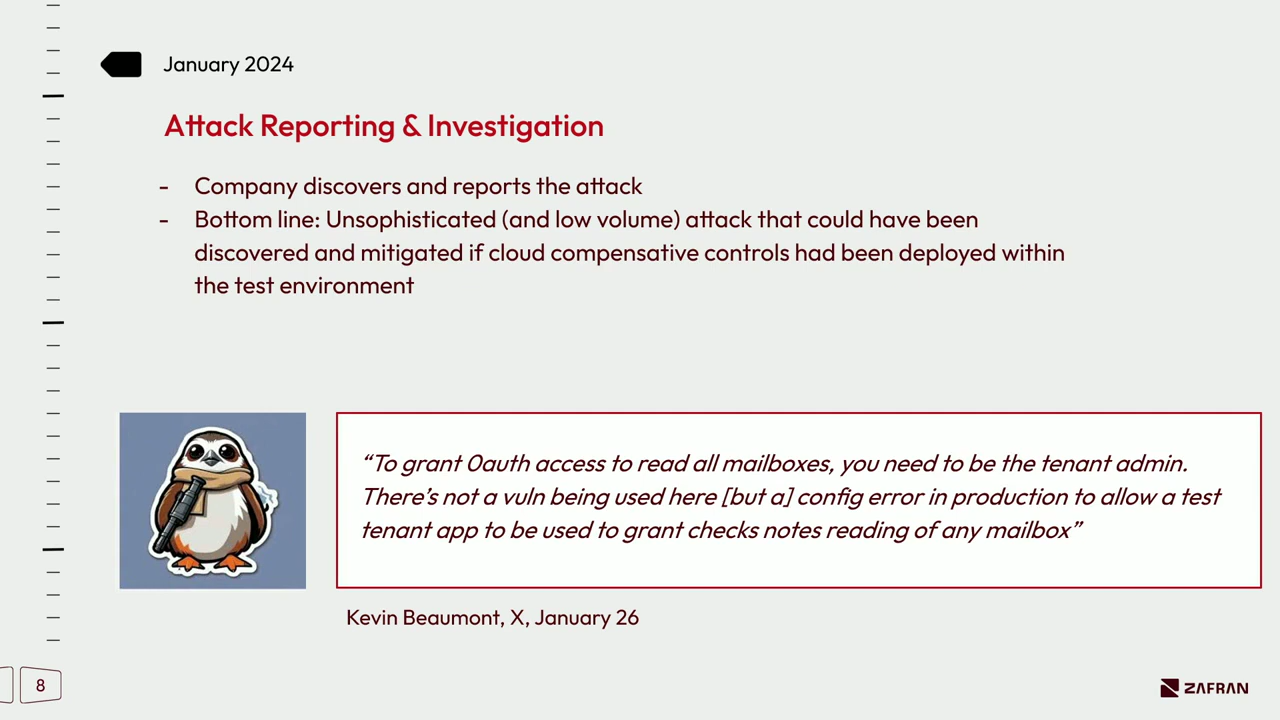 January 2024
Attack Reporting & Investigation
- Company discovers and reports the attack
- Bottom line: Unsophisticated (and low volume) attack that could have been
discovered and mitigated if cloud compensative controls had been deployed within
the test environment
“To grant 0auth access to read all mailboxes, you need to be the tenant admin.
There’s not a vuln being used here [but a] config error in production to allow a test
tenant app to be used to grant checks notes reading of any mailbox”
Kevin Beaumont, X, January 26
8
ZAFRAN